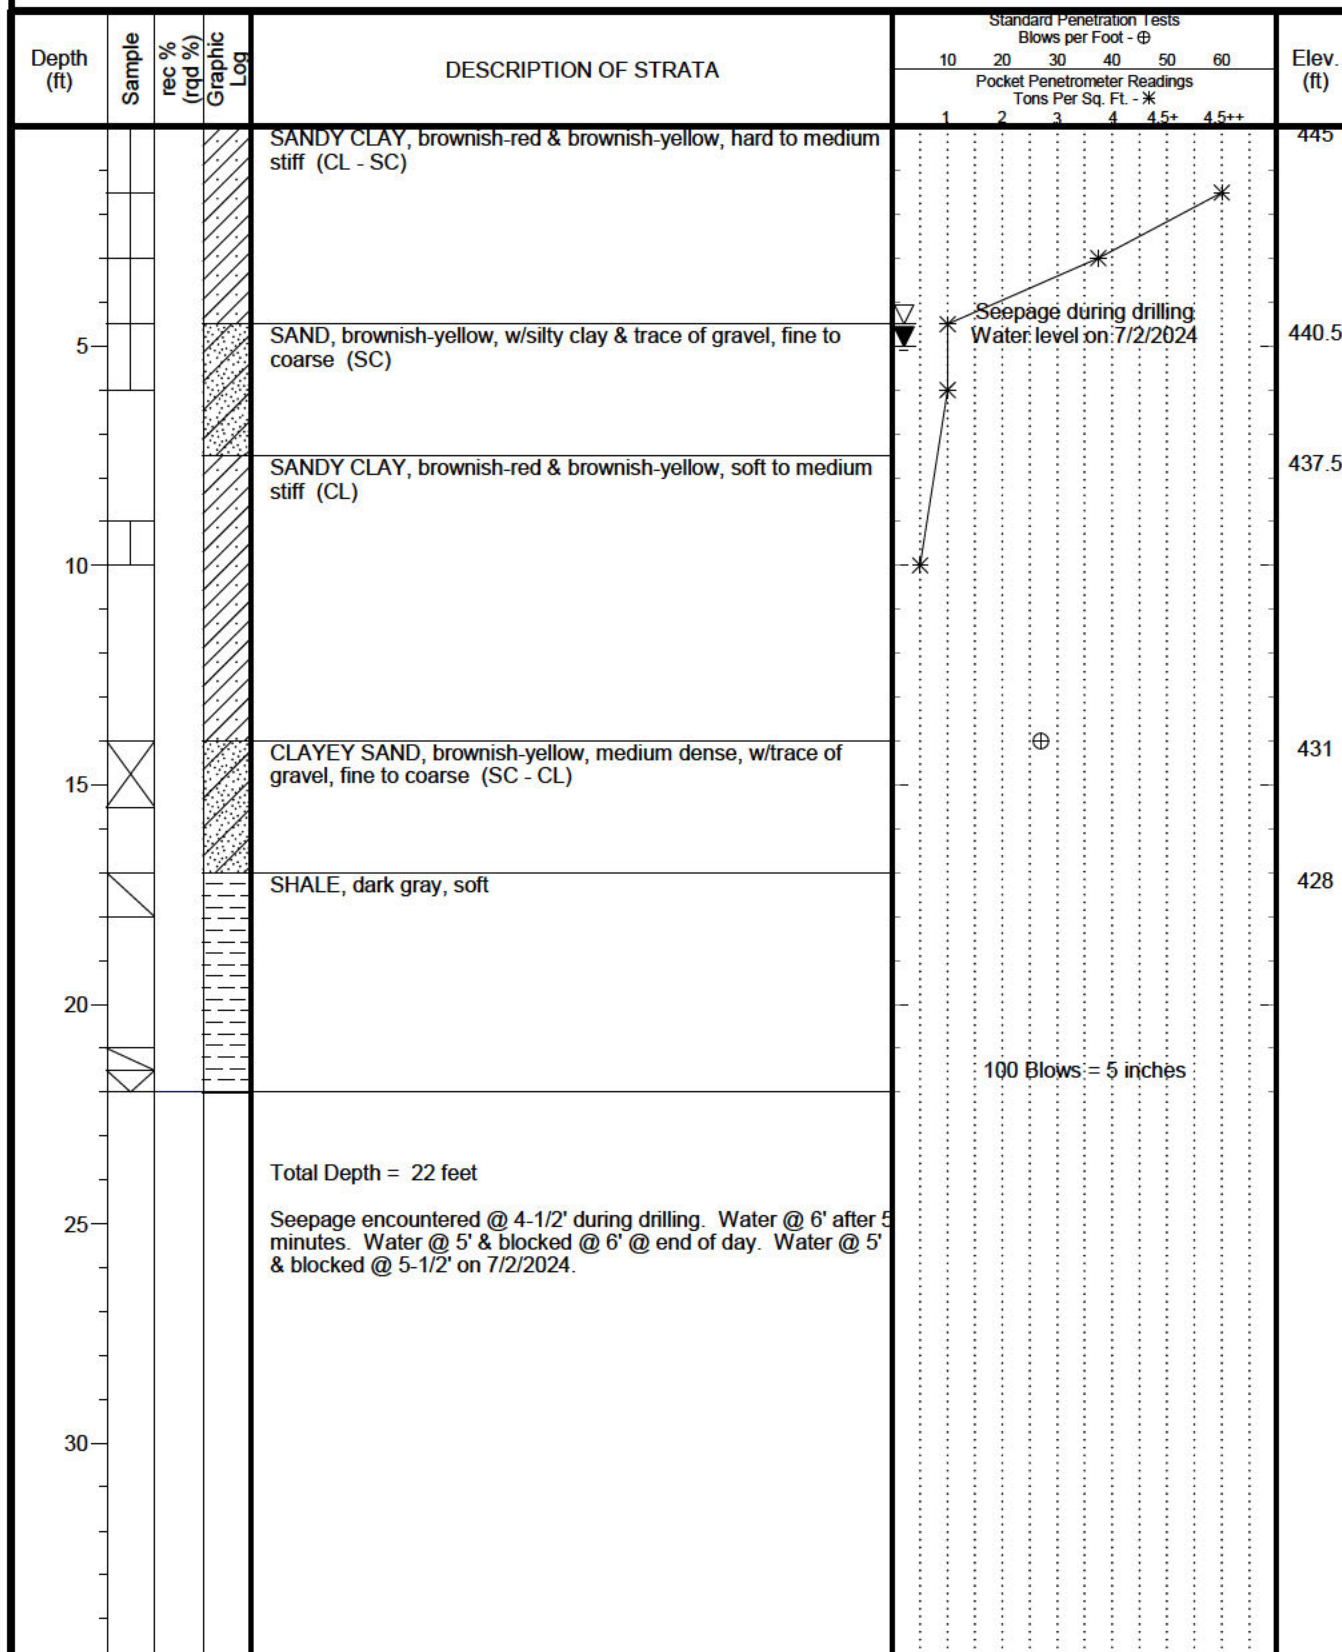 Depth
(ft)
Sample
rec %
(rqd %)
Graphic
Log
DESCRIPTION OF STRATA
Standard Penetration Tests
Blows per Foot - ⊕
10 20 30 40 50 60
Pocket Penetrometer Readings
Tons Per Sq. Ft. - ✳
1 2 3 4 4.5+ 4.5++
Elev.
(ft)
SANDY CLAY, brownish-red & brownish-yellow, hard to medium
stiff (CL - SC)
445
Seepage during drilling
Water level on 7/2/2024
5
SAND, brownish-yellow, w/silty clay & trace of gravel, fine to
coarse (SC)
440.5
SANDY CLAY, brownish-red & brownish-yellow, soft to medium
stiff (CL)
437.5
10
CLAYEY SAND, brownish-yellow, medium dense, w/trace of
gravel, fine to coarse (SC - CL)
431
15
SHALE, dark gray, soft
428
20
100 Blows = 5 inches
Total Depth = 22 feet
25
Seepage encountered @ 4-1/2' during drilling. Water @ 6' after 5
minutes. Water @ 5' & blocked @ 6' @ end of day. Water @ 5'
& blocked @ 5-1/2' on 7/2/2024.
30